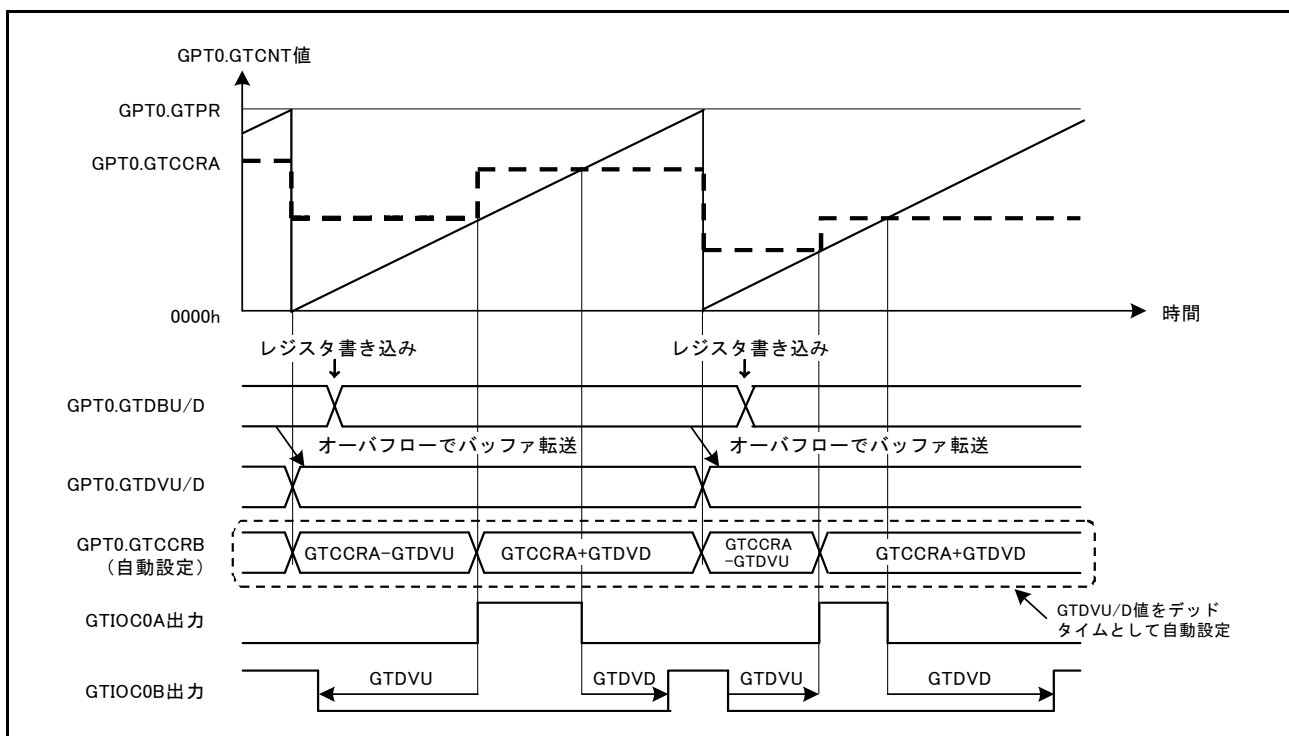 GPT0.GTCNT値
GPT0.GTPR
GPT0.GTCCRA
0000h
時間
レジスタ書き込み
レジスタ書き込み
GPT0.GTDBU/D
オーバフローでバッファ転送
オーバフローでバッファ転送
GPT0.GTDVU/D
GPT0.GTCCRB
（自動設定）
GTCCRA-GTDVU
GTCCRA+GTDVD
GTCCRA
-GTDVU
GTCCRA+GTDVD
GTIOC0A出力
GTDVU/D値をデッド
タイムとして自動設定
GTIOC0B出力
GTDVU
GTDVD
GTDVU
GTDVD